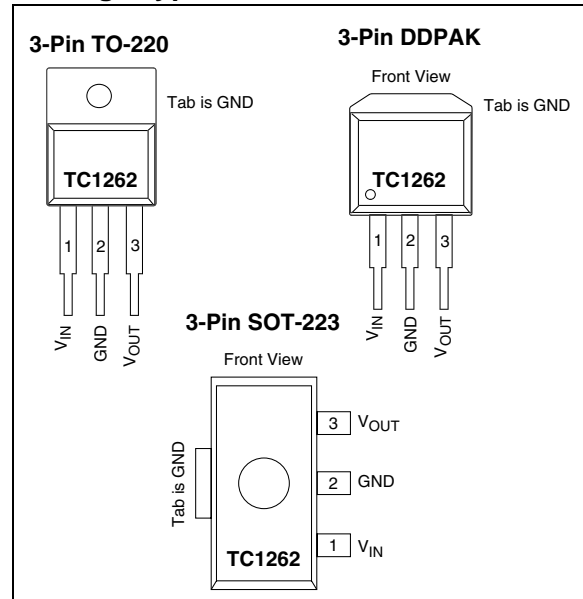 3-Pin TO-220
Tab is GND
TC1262
1 2 3
VIN GND VOUT
3-Pin DDPAK
Front View
Tab is GND
TC1262
1 2 3
VIN GND VOUT
3-Pin SOT-223
Front View
Tab is GND
3 VOUT
2 GND
1 VIN
TC1262